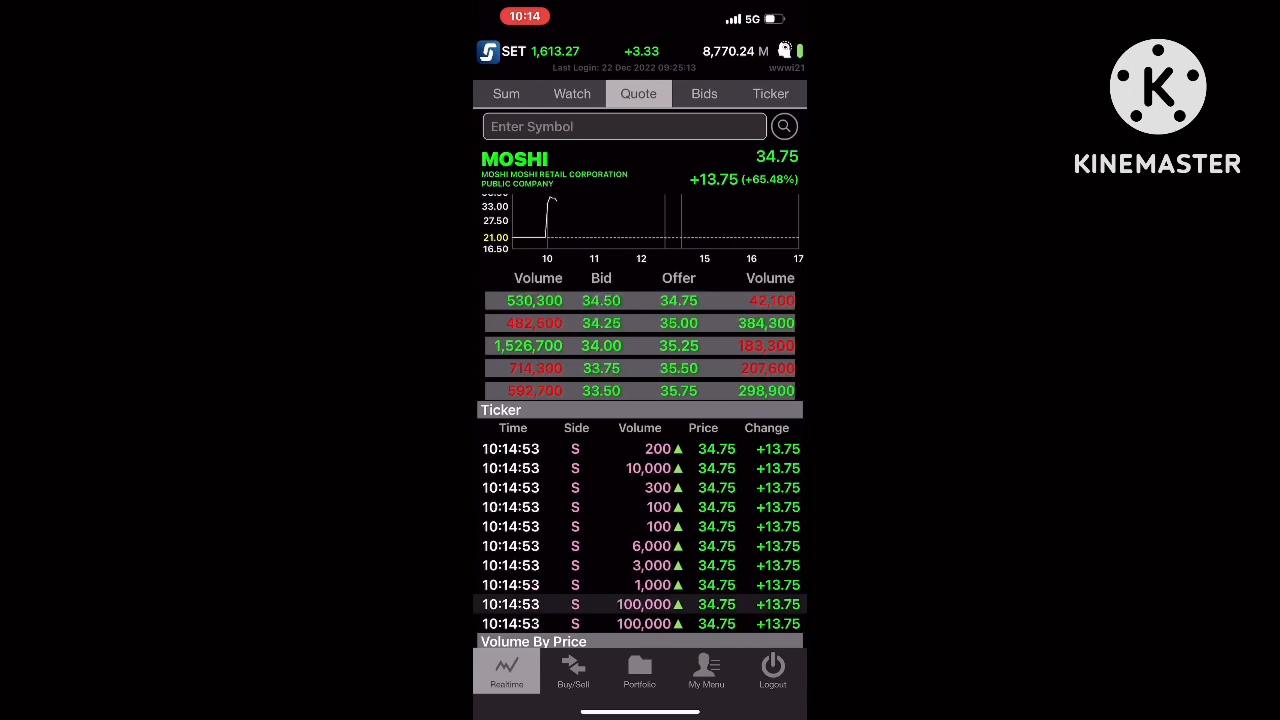 10:14
5G
SET 1,613.27 +3.33 8,770.24 M
Last Login: 22 Dec 2022 09:25:13 wwwi21
Sum Watch Quote Bids Ticker
Enter Symbol
MOSHI 34.75
MOSHI MOSHI RETAIL CORPORATION
PUBLIC COMPANY
+13.75 (+65.48%)
33.00
27.50
21.00
16.50
10 11 12 15 16 17
Volume Bid Offer Volume
530,300 34.50 34.75 42,100
482,500 34.25 35.00 384,300
1,526,700 34.00 35.25 183,300
714,300 33.75 35.50 207,600
592,700 33.50 35.75 298,900
Ticker
Time Side Volume Price Change
10:14:53 S 200▲ 34.75 +13.75
10:14:53 S 10,000▲ 34.75 +13.75
10:14:53 S 300▲ 34.75 +13.75
10:14:53 S 100▲ 34.75 +13.75
10:14:53 S 100▲ 34.75 +13.75
10:14:53 S 6,000▲ 34.75 +13.75
10:14:53 S 3,000▲ 34.75 +13.75
10:14:53 S 1,000▲ 34.75 +13.75
10:14:53 S 100,000▲ 34.75 +13.75
10:14:53 S 100,000▲ 34.75 +13.75
Volume By Price
Realtime Buy/Sell Portfolio My Menu Logout
K
KINEMASTER